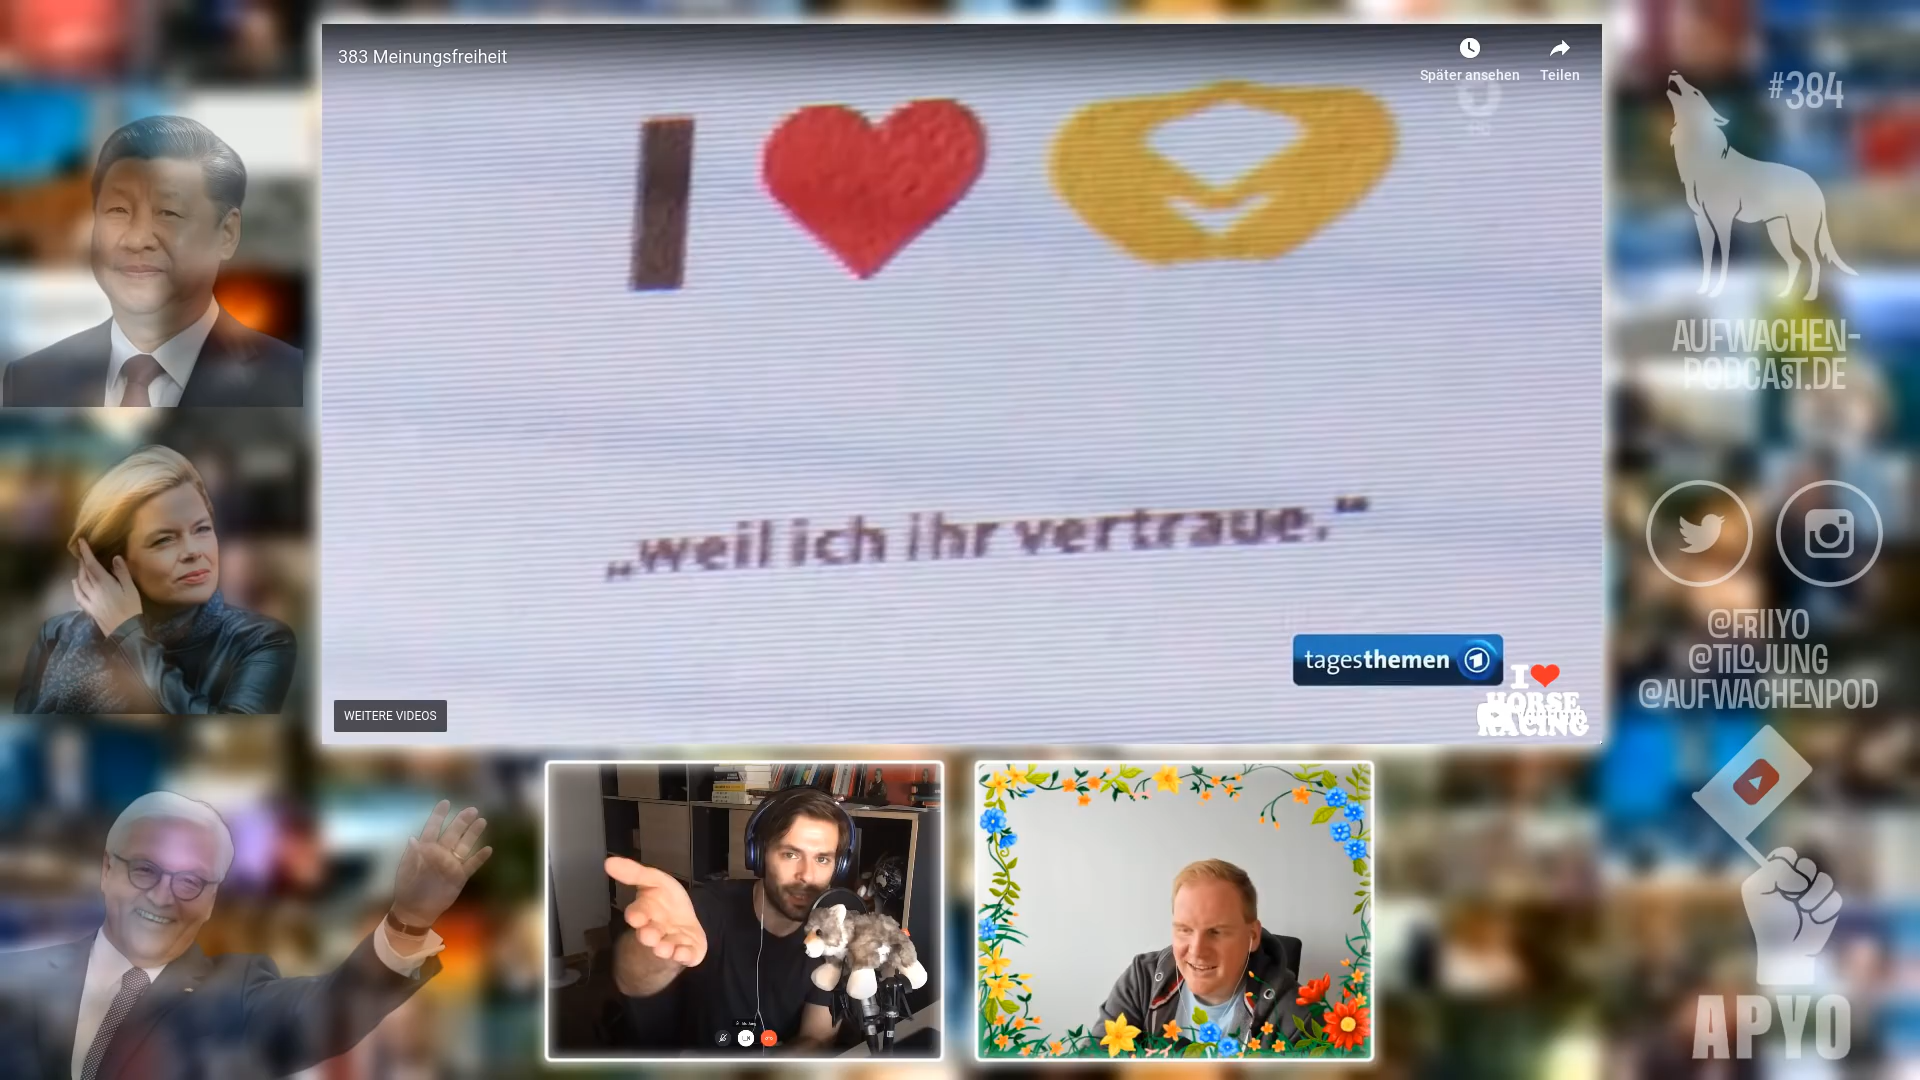 383 Meinungsfreiheit
Später ansehen
Teilen
I
„weil ich ihr vertraue.“
tagesthemen
WEITERE VIDEOS
I
HORSE
RACING
#384
AUFWACHEN-
PODCAST.DE
@FRIIYO
@TILOJUNG
@AUFWACHENPOD
APYO